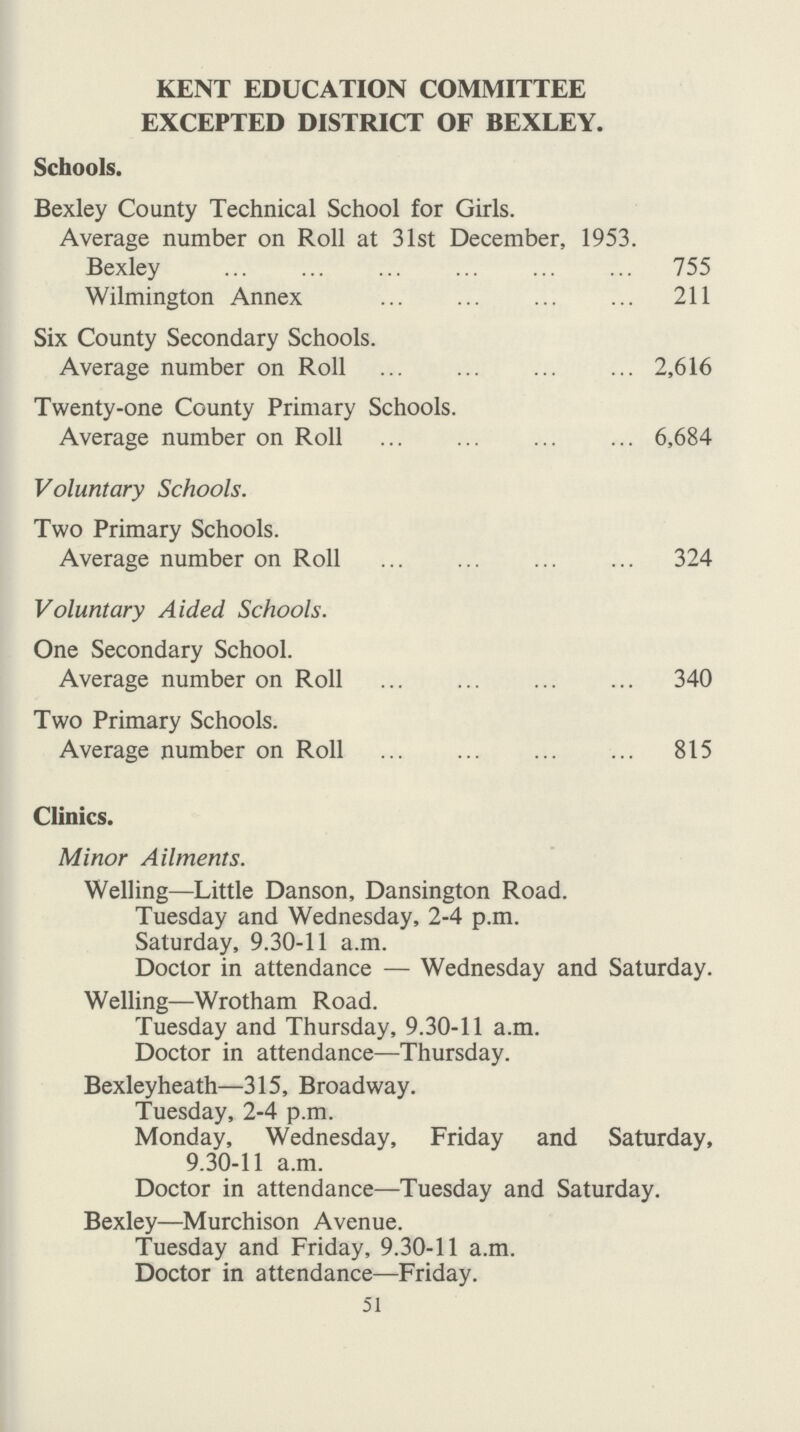 KENT EDUCATION COMMITTEE
EXCEPTED DISTRICT OF BEXLEY.
Schools.
Bexley County Technical School for Girls.
Average number on Roll at 31st December, 1953.
Bexley ... ... ... ... ... ... 755
Wilmington Annex ... ... ... ... 211
Six County Secondary Schools.
Average number on Roll ... ... ... ... 2,616
Twenty-one County Primary Schools.
Average number on Roll ... ... ... ... 6,684
Voluntary Schools.
Two Primary Schools.
Average number on Roll ... ... ... ... 324
Voluntary Aided Schools.
One Secondary School.
Average number on Roll ... ... ... ... 340
Two Primary Schools.
Average number on Roll ... ... ... ... 815
Clinics.
Minor Ailments.
Welling—Little Danson, Dansington Road.
Tuesday and Wednesday, 2-4 p.m.
Saturday, 9.30-11 a.m.
Doctor in attendance — Wednesday and Saturday.
Welling—Wrotham Road.
Tuesday and Thursday, 9.30-11 a.m.
Doctor in attendance—Thursday.
Bexleyheath—315, Broadway.
Tuesday, 2-4 p.m.
Monday, Wednesday, Friday and Saturday,
9.30-11 a.m.
Doctor in attendance—Tuesday and Saturday.
Bexley—Murchison Avenue.
Tuesday and Friday, 9.30-11 a.m.
Doctor in attendance—Friday.
51